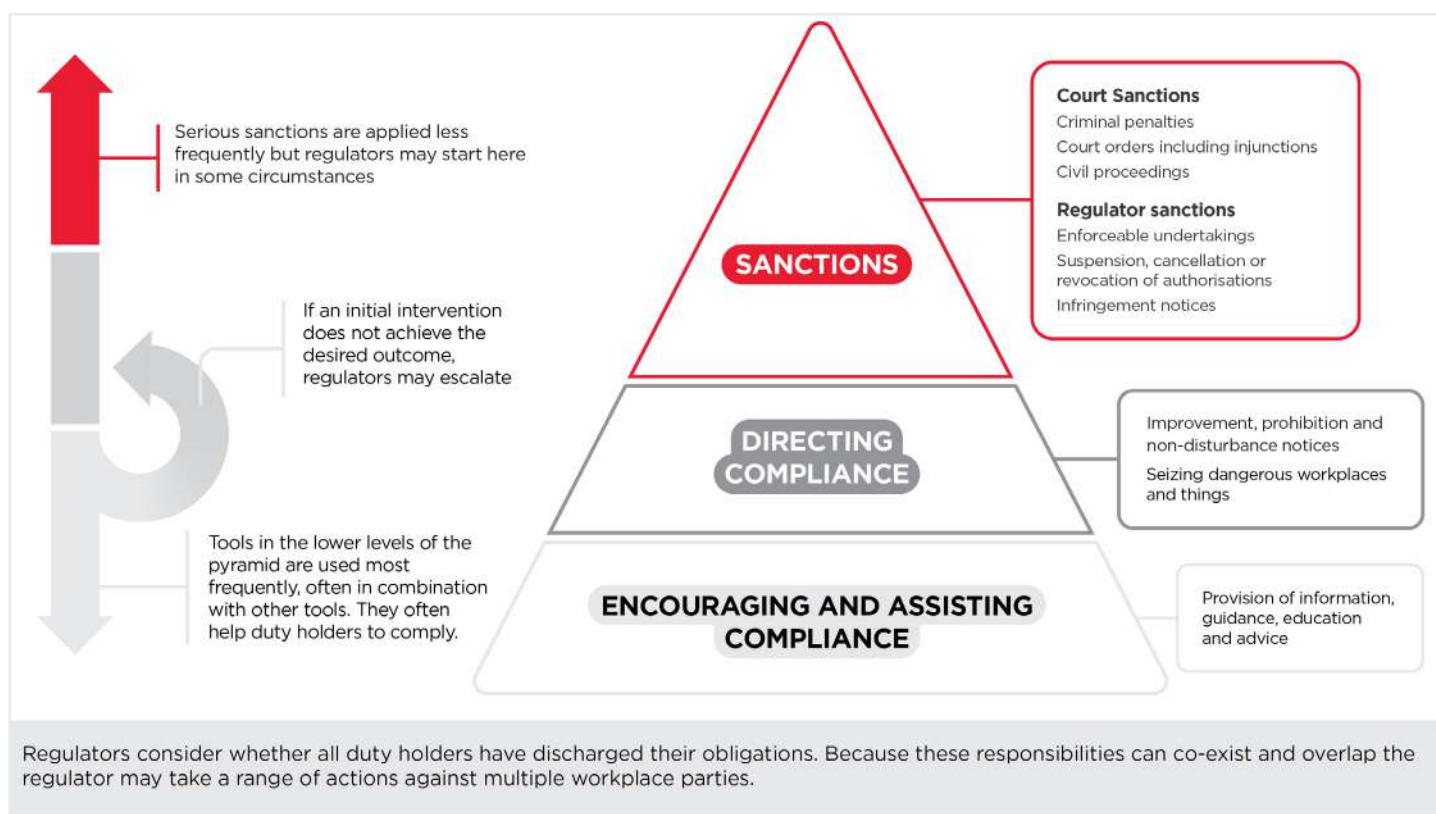 Serious sanctions are applied less
frequently but regulators may start here
in some circumstances
If an initial intervention
does not achieve the
desired outcome,
regulators may escalate
Tools in the lower levels of the
pyramid are used most
frequently, often in combination
with other tools. They often
help duty holders to comply.
SANCTIONS
DIRECTING
COMPLIANCE
ENCOURAGING AND ASSISTING
COMPLIANCE
Court Sanctions
Criminal penalties
Court orders including injunctions
Civil proceedings
Regulator sanctions
Enforceable undertakings
Suspension, cancellation or
revocation of authorisations
Infringement notices
Improvement, prohibition and
non-disturbance notices
Seizing dangerous workplaces
and things
Provision of information,
guidance, education
and advice
Regulators consider whether all duty holders have discharged their obligations. Because these responsibilities can co-exist and overlap the
regulator may take a range of actions against multiple workplace parties.